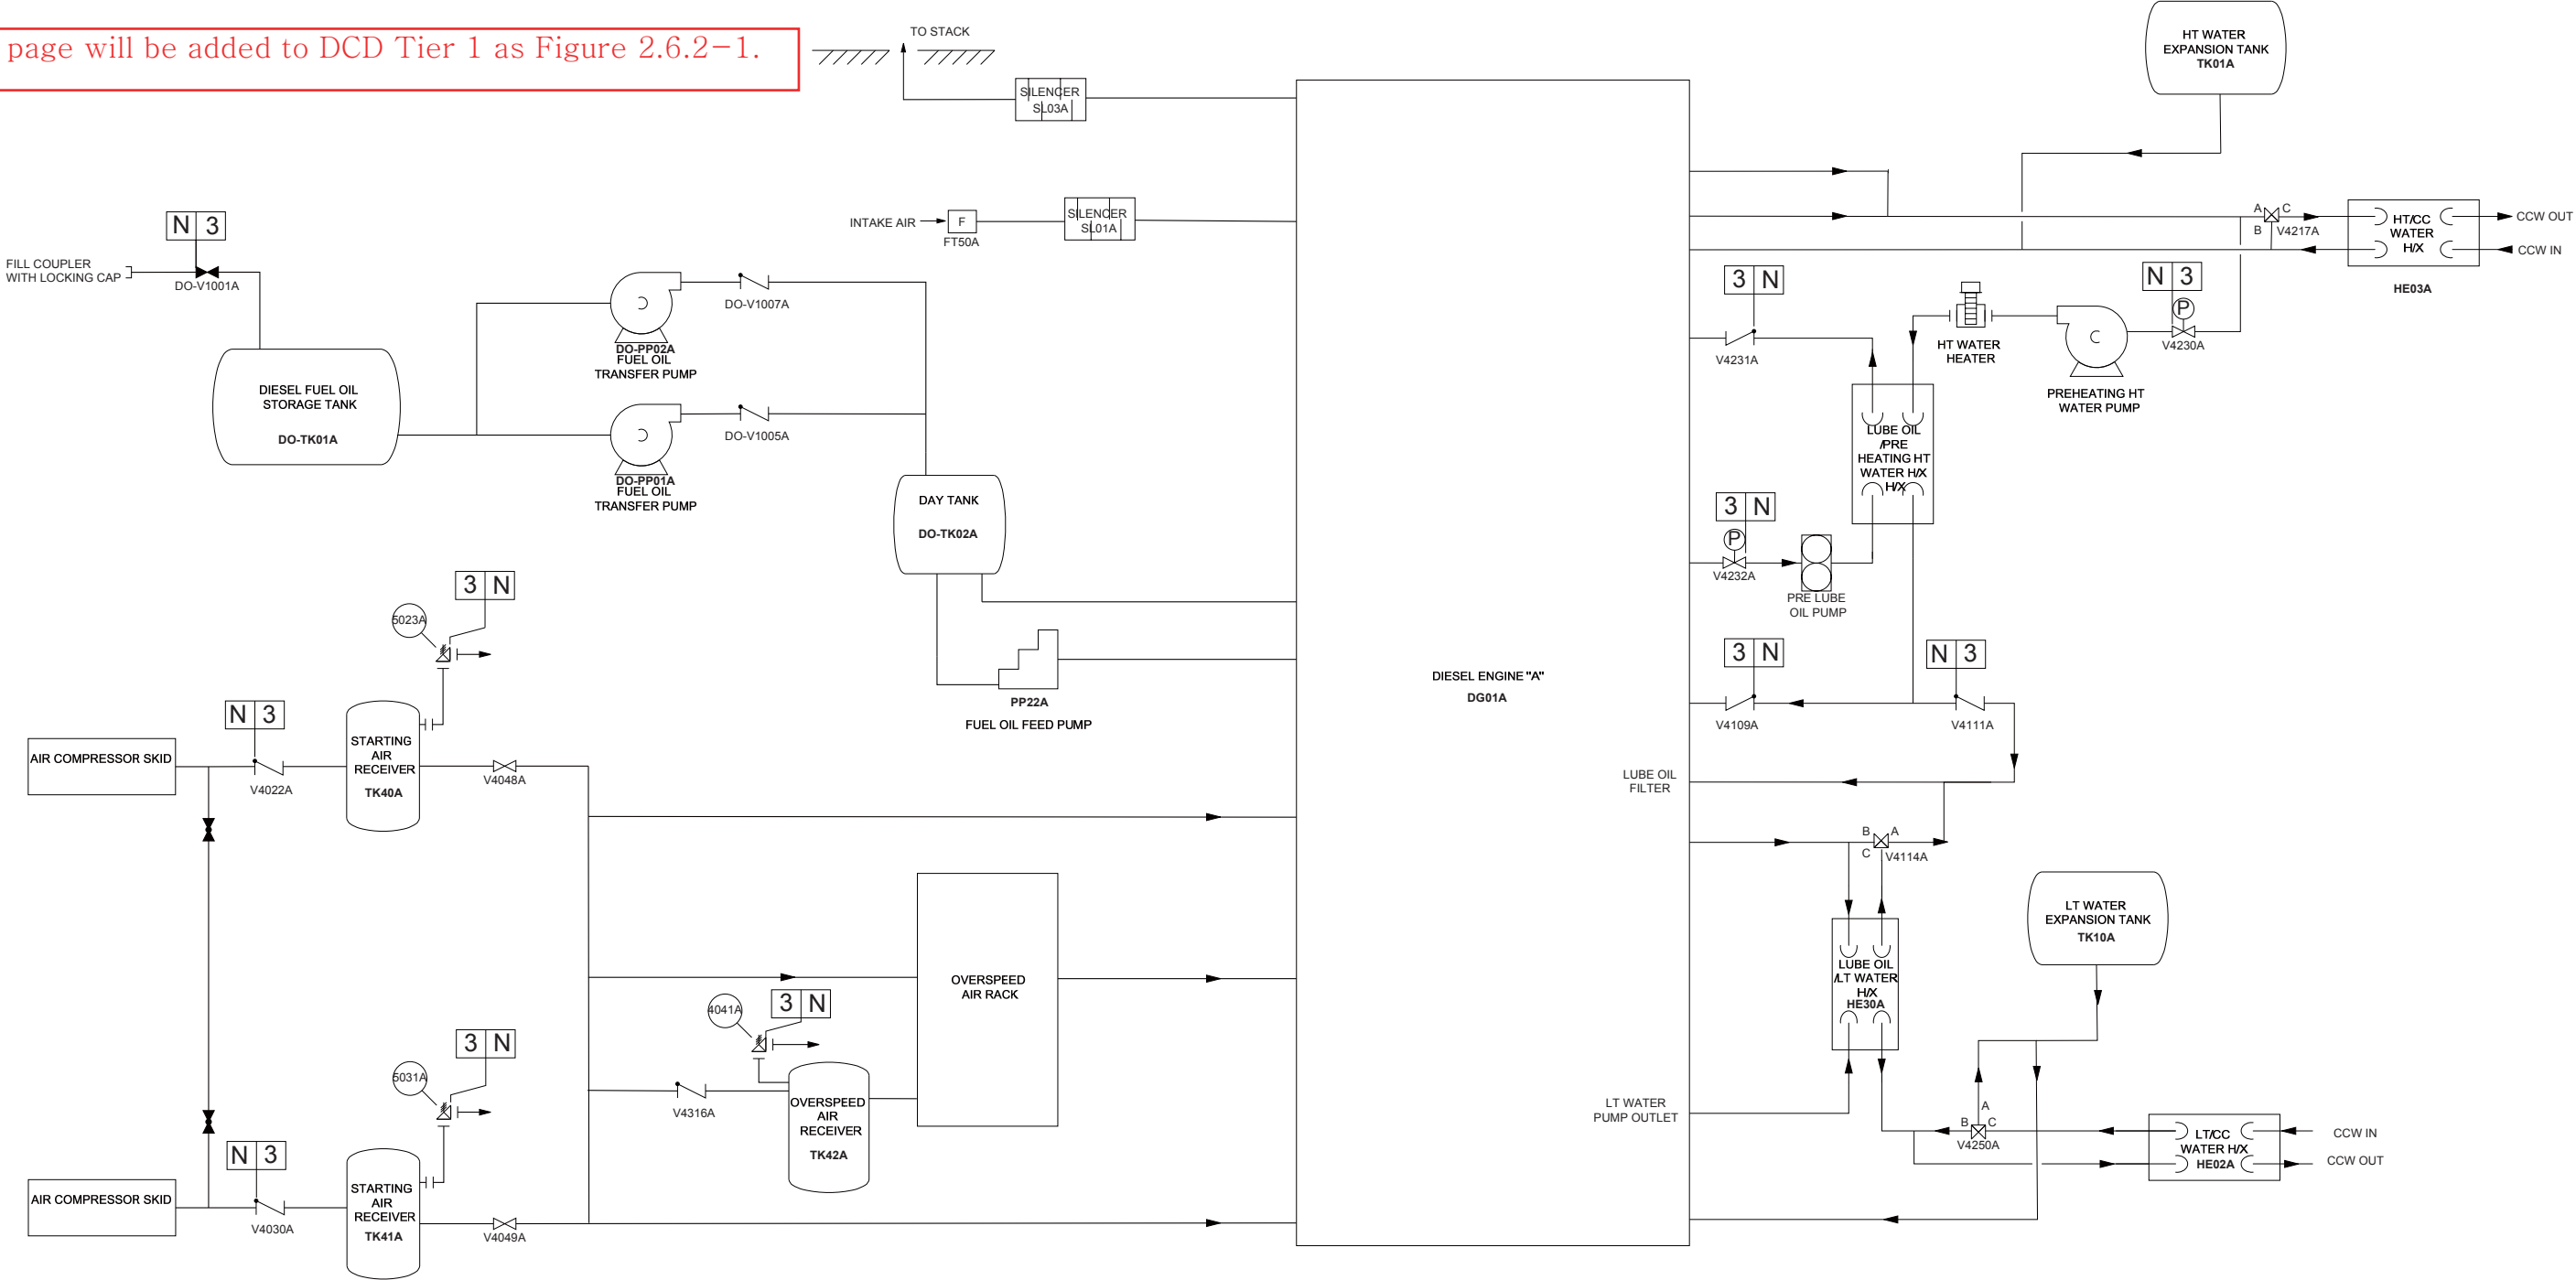 page will be added to DCD Tier 1 as Figure 2.6.2-1.
TO STACK
SILENCER
SL03A
INTAKE AIR
F
FT50A
SILENCER
SL01A
N 3
FILL COUPLER
WITH LOCKING CAP
DO-V1001A
DIESEL FUEL OIL
STORAGE TANK
DO-TK01A
DO-PP02A
FUEL OIL
TRANSFER PUMP
DO-V1007A
DO-PP01A
FUEL OIL
TRANSFER PUMP
DO-V1005A
DAY TANK
DO-TK02A
PP22A
FUEL OIL FEED PUMP
3 N
5023A
N 3
AIR COMPRESSOR SKID
V4022A
STARTING
AIR
RECEIVER
TK40A
V4048A
3 N
5031A
N 3
AIR COMPRESSOR SKID
V4030A
STARTING
AIR
RECEIVER
TK41A
V4049A
OVERSPEED
AIR RACK
3 N
4041A
V4316A
OVERSPEED
AIR
RECEIVER
TK42A
DIESEL ENGINE "A"
DG01A
LUBE OIL
FILTER
LT WATER
PUMP OUTLET
HT WATER
EXPANSION TANK
TK01A
A C
B V4217A
HT/CC
WATER
H/X
HE03A
CCW OUT
CCW IN
3 N
V4231A
HT WATER
HEATER
C
PREHEATING HT
WATER PUMP
N 3
P
V4230A
LUBE OIL
/PRE
HEATING HT
WATER H/X
H/X
3 N
P
V4232A
PRE LUBE
OIL PUMP
3 N
V4109A
N 3
V4111A
B A
C V4114A
LUBE OIL
/LT WATER
H/X
HE30A
LT WATER
EXPANSION TANK
TK10A
A
B C
V4250A
LT/CC
WATER H/X
HE02A
CCW IN
CCW OUT